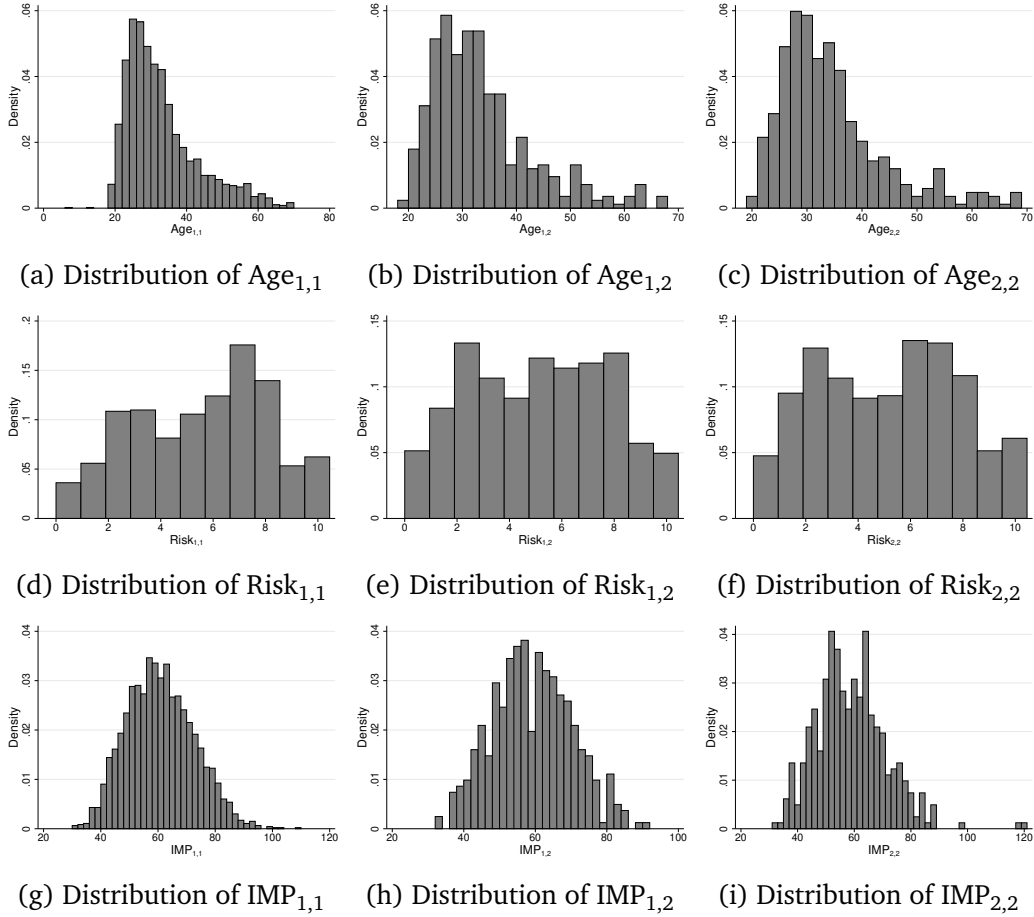 .06 .06 .06
Density .04 Density .04 Density .04
.02 .02 .02
0 0 0
0 20 40 60 80 20 30 40 50 60 70 20 30 40 50 60 70
Age1,1 Age1,2 Age2,2
(a) Distribution of Age1,1 (b) Distribution of Age1,2 (c) Distribution of Age2,2
.2 .15 .15
Density .15 Density .1 Density .1
.1 .05 .05
.05 0 0
0
0 2 4 6 8 10 0 2 4 6 8 10 0 2 4 6 8 10
Risk1,1 Risk1,2 Risk2,2
(d) Distribution of Risk1,1 (e) Distribution of Risk1,2 (f) Distribution of Risk2,2
.04 .04 .04
.03 .03 .03
Density .02 Density .02 Density .02
.01 .01 .01
0 0 0
20 40 60 80 100 120 20 40 60 80 100 20 40 60 80 100 120
IMP1,1 IMP1,2 IMP2,2
(g) Distribution of IMP1,1 (h) Distribution of IMP1,2 (i) Distribution of IMP2,2